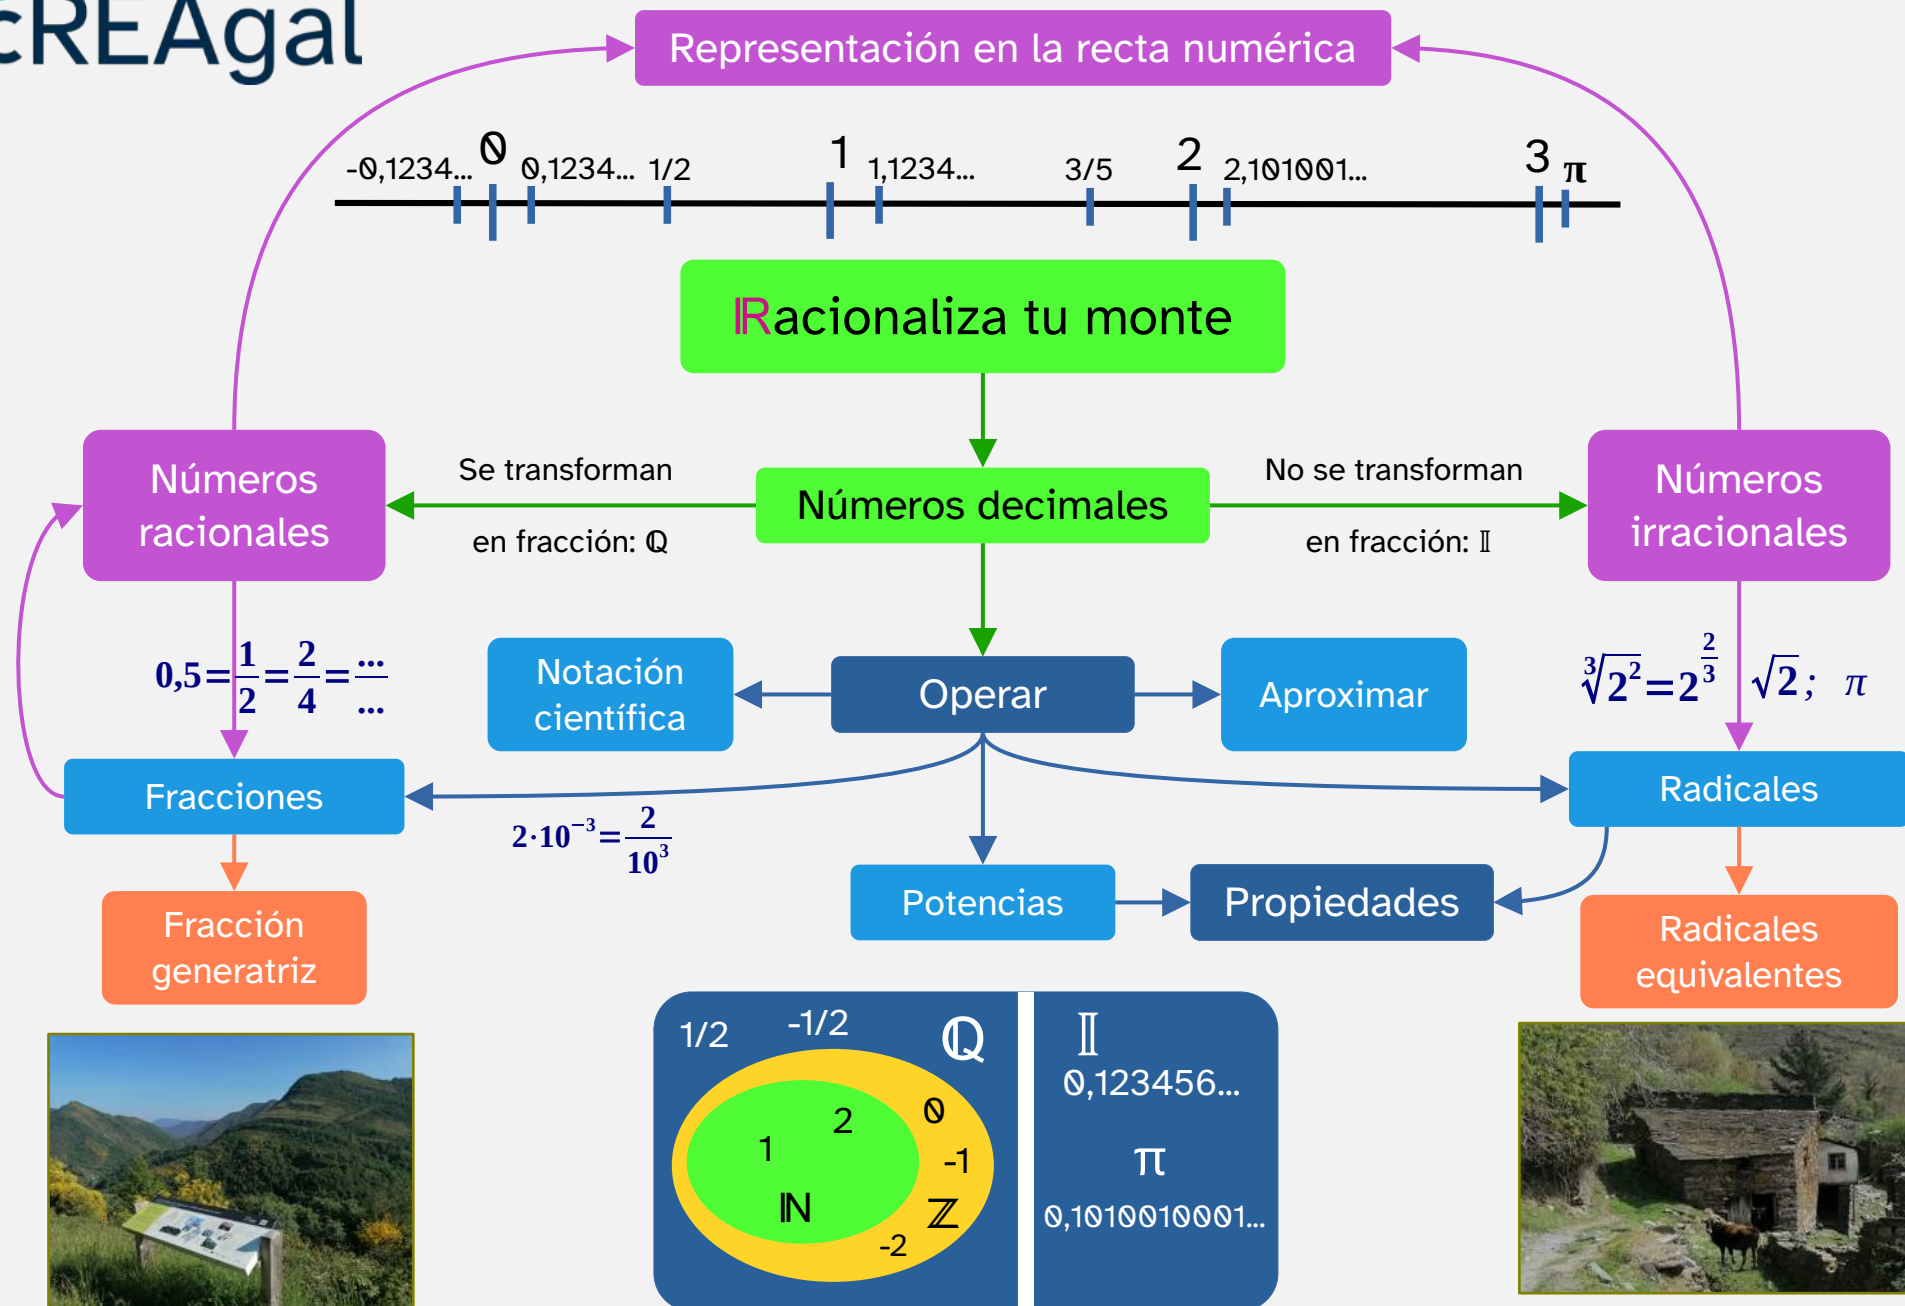 cREAgal
Representación en la recta numérica
-0,1234... 0 0,1234... 1/2 1 1,1234... 3/5 2 2,101001... 3 π
ℝacionaliza tu monte
Números
racionales
Se transforman
en fracción: ℚ
Números decimales
No se transforman
en fracción: 𝕀
Números
irracionales
0,5=1/2=2/4=.../...
Notación
científica
Operar
Aproximar
∛2²=2^(2/3) √2; π
Fracciones
Radicales
2·10⁻³=2/10³
Potencias
Propiedades
Fracción
generatriz
Radicales
equivalentes
1/2 -1/2 ℚ
1 2 0
-1
ℕ ℤ
-2
𝕀
0,123456...
π
0,1010010001...